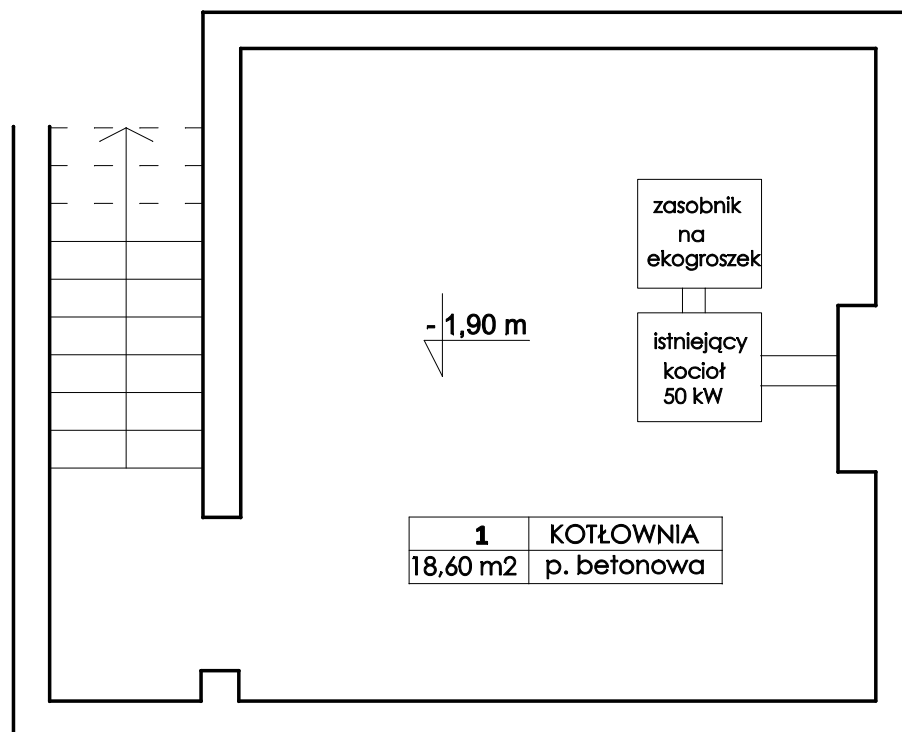 zasobnik
na
ekogroszek
- 1,90 m
istniejący
kocioł
50 kW
1 KOTŁOWNIA
18,60 m2 p. betonowa